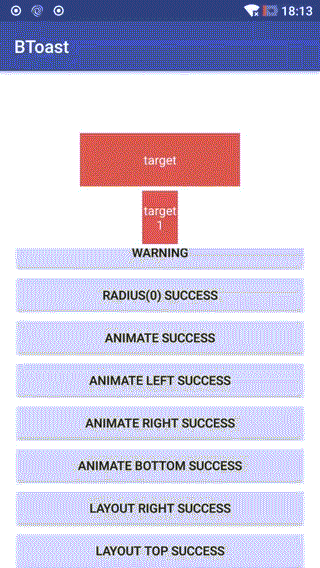 18:13
BToast
target
target
1
WARNING
RADIUS(0) SUCCESS
ANIMATE SUCCESS
ANIMATE LEFT SUCCESS
ANIMATE RIGHT SUCCESS
ANIMATE BOTTOM SUCCESS
LAYOUT RIGHT SUCCESS
LAYOUT TOP SUCCESS